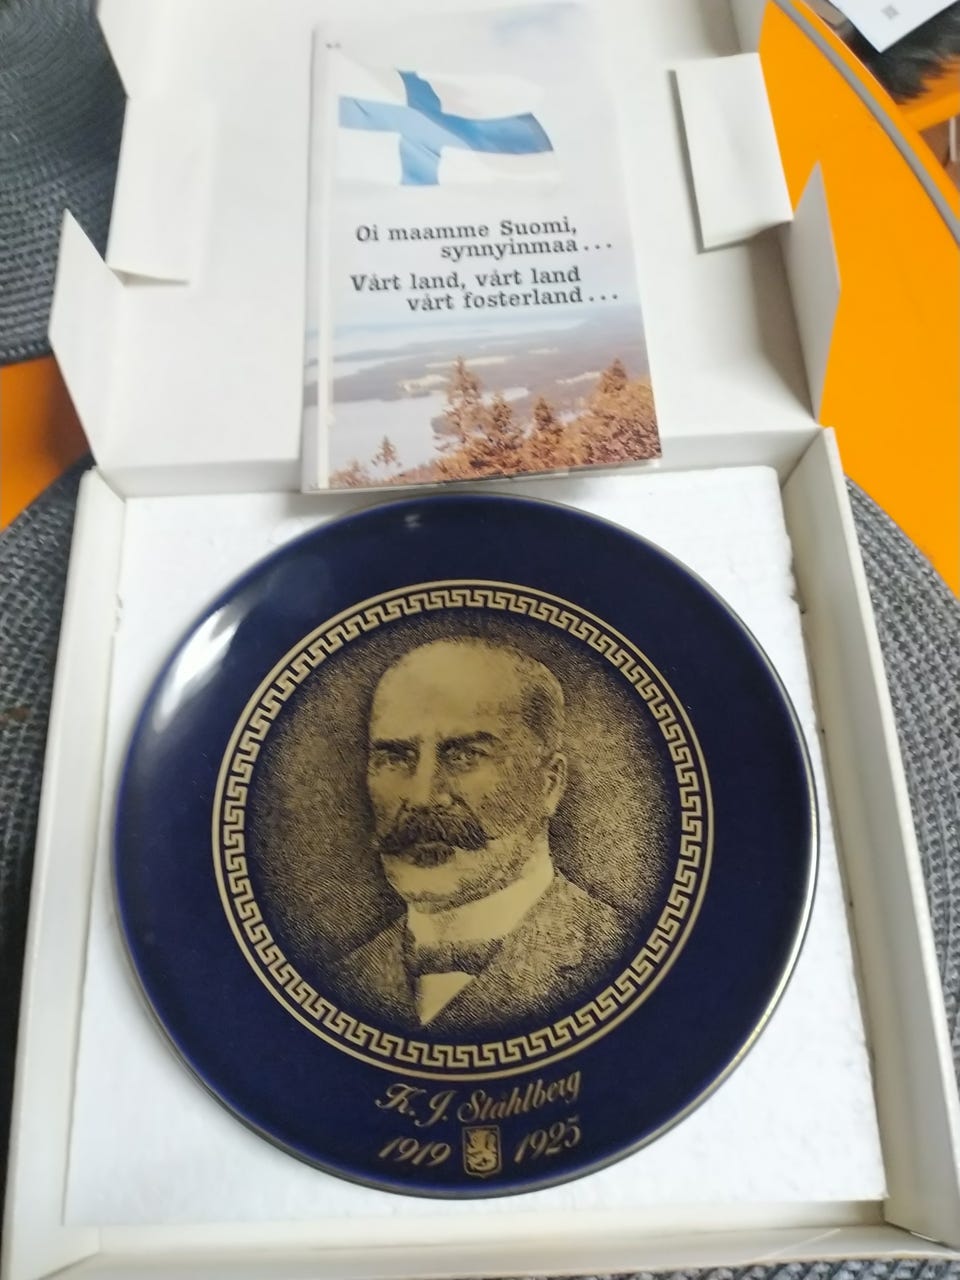 Oi maamme Suomi,
synnyinmaa...
Vårt land, vårt land
vårt fosterland...
K. J. Ståhlberg
1919 1925